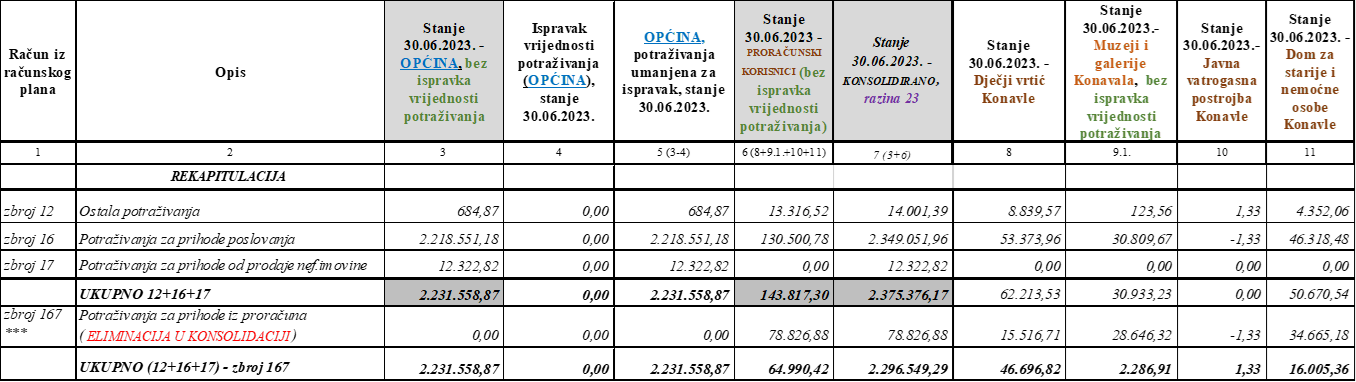 Račun iz računskog plana | Opis | Stanje 30.06.2023. - OPĆINA, bez ispravka vrijednosti potraživanja | Ispravak vrijednosti potraživanja (OPĆINA), stanje 30.06.2023. | OPĆINA, potraživanja umanjena za ispravak, stanje 30.06.2023. | Stanje 30.06.2023 - PRORAČUNSKI KORISNICI (bez ispravka vrijednosti potraživanja) | Stanje 30.06.2023. - KONSOLIDIRANO, razina 23 | Stanje 30.06.2023. - Dječji vrtić Konavle | Stanje 30.06.2023.- Muzeji i galerije Konavala, bez ispravka vrijednosti potraživanja | Stanje 30.06.2023.- Javna vatrogasna postrojba Konavle | Stanje 30.06.2023. - Dom za starije i nemoćne osobe Konavle
1 | 2 | 3 | 4 | 5 (3-4) | 6 (8+9.1.+10+11) | 7 (3+6) | 8 | 9.1. | 10 | 11
REKAPITULACIJA
zbroj 12 | Ostala potraživanja | 684,87 | 0,00 | 684,87 | 13.316,52 | 14.001,39 | 8.839,57 | 123,56 | 1,33 | 4.352,06
zbroj 16 | Potraživanja za prihode poslovanja | 2.218.551,18 | 0,00 | 2.218.551,18 | 130.500,78 | 2.349.051,96 | 53.373,96 | 30.809,67 | -1,33 | 46.318,48
zbroj 17 | Potraživanja za prihode od prodaje nef.imovine | 12.322,82 | 0,00 | 12.322,82 | 0,00 | 12.322,82 | 0,00 | 0,00 | 0,00 | 0,00
UKUPNO 12+16+17 | 2.231.558,87 | 0,00 | 2.231.558,87 | 143.817,30 | 2.375.376,17 | 62.213,53 | 30.933,23 | 0,00 | 50.670,54
zbroj 167 *** | Potraživanja za prihode iz proračuna ( ELIMINACIJA U KONSOLIDACIJI) | 0,00 | 0,00 | 0,00 | 78.826,88 | 78.826,88 | 15.516,71 | 28.646,32 | -1,33 | 34.665,18
UKUPNO (12+16+17) - zbroj 167 | 2.231.558,87 | 0,00 | 2.231.558,87 | 64.990,42 | 2.296.549,29 | 46.696,82 | 2.286,91 | 1,33 | 16.005,36